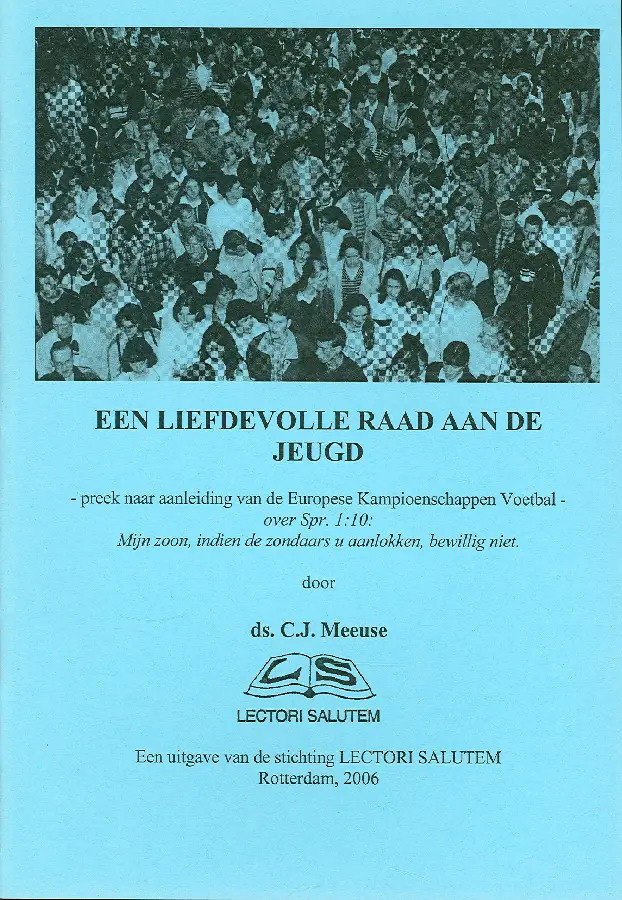 EEN LIEFDEVOLLE RAAD AAN DE
JEUGD
- preek naar aanleiding van de Europese Kampioenschappen Voetbal -
over Spr. 1:10:
Mijn zoon, indien de zondaars u aanlokken, bewillig niet.
door
ds. C.J. Meeuse
LS
LECTORI SALUTEM
Een uitgave van de stichting LECTORI SALUTEM
Rotterdam, 2006